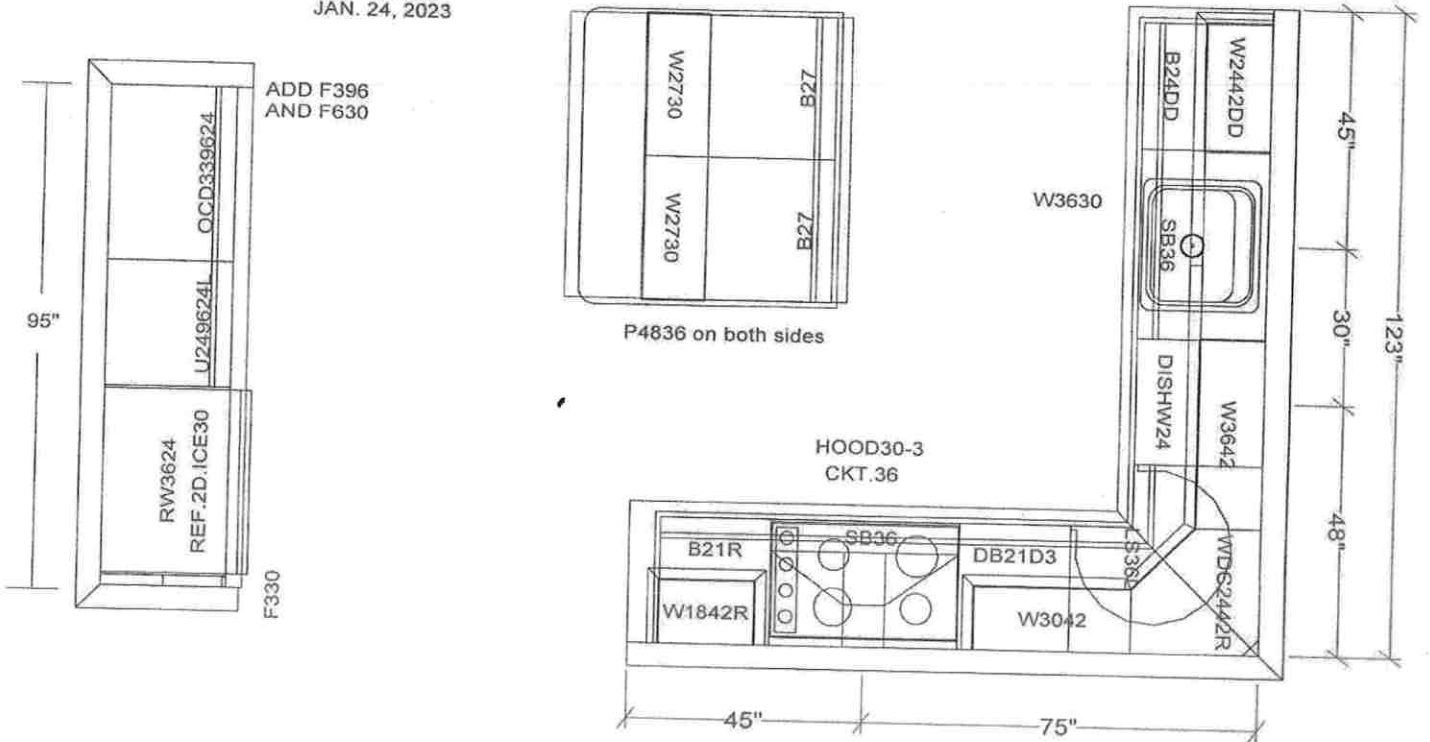 JAN. 24, 2023
ADD F396
AND F630
OCD339624
U249624L
95"
RW3624
REF.2D.ICE30
F330
W2730
B27
W2730
B27
P4836 on both sides
W3630
B24DD
W2442DD
SB36
DISHW24
W3642
45"
30"
48"
123"
HOOD30-3
CKT.36
B21R
SB36
DB21D3
LS36
WDC2442R
W1842R
W3042
45"
75"